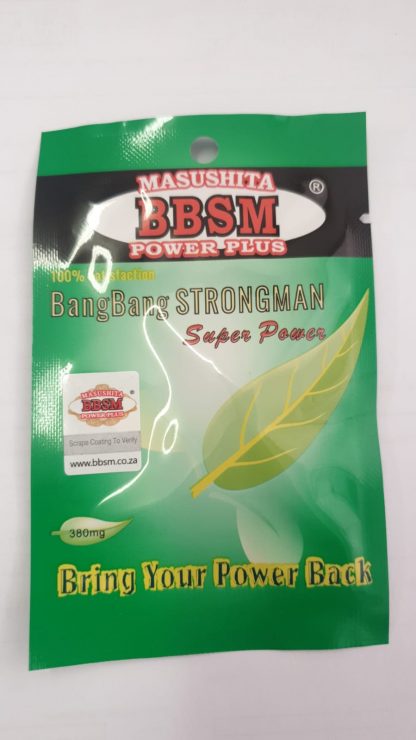 MASUSHITA
®
BBSM
POWER PLUS
100% satisfaction
BangBang STRONGMAN
Super Power
MASUSHITA
®
BBSM
POWER PLUS
Scrape Coating To Verify
www.bbsm.co.za
380mg
Bring Your Power Back